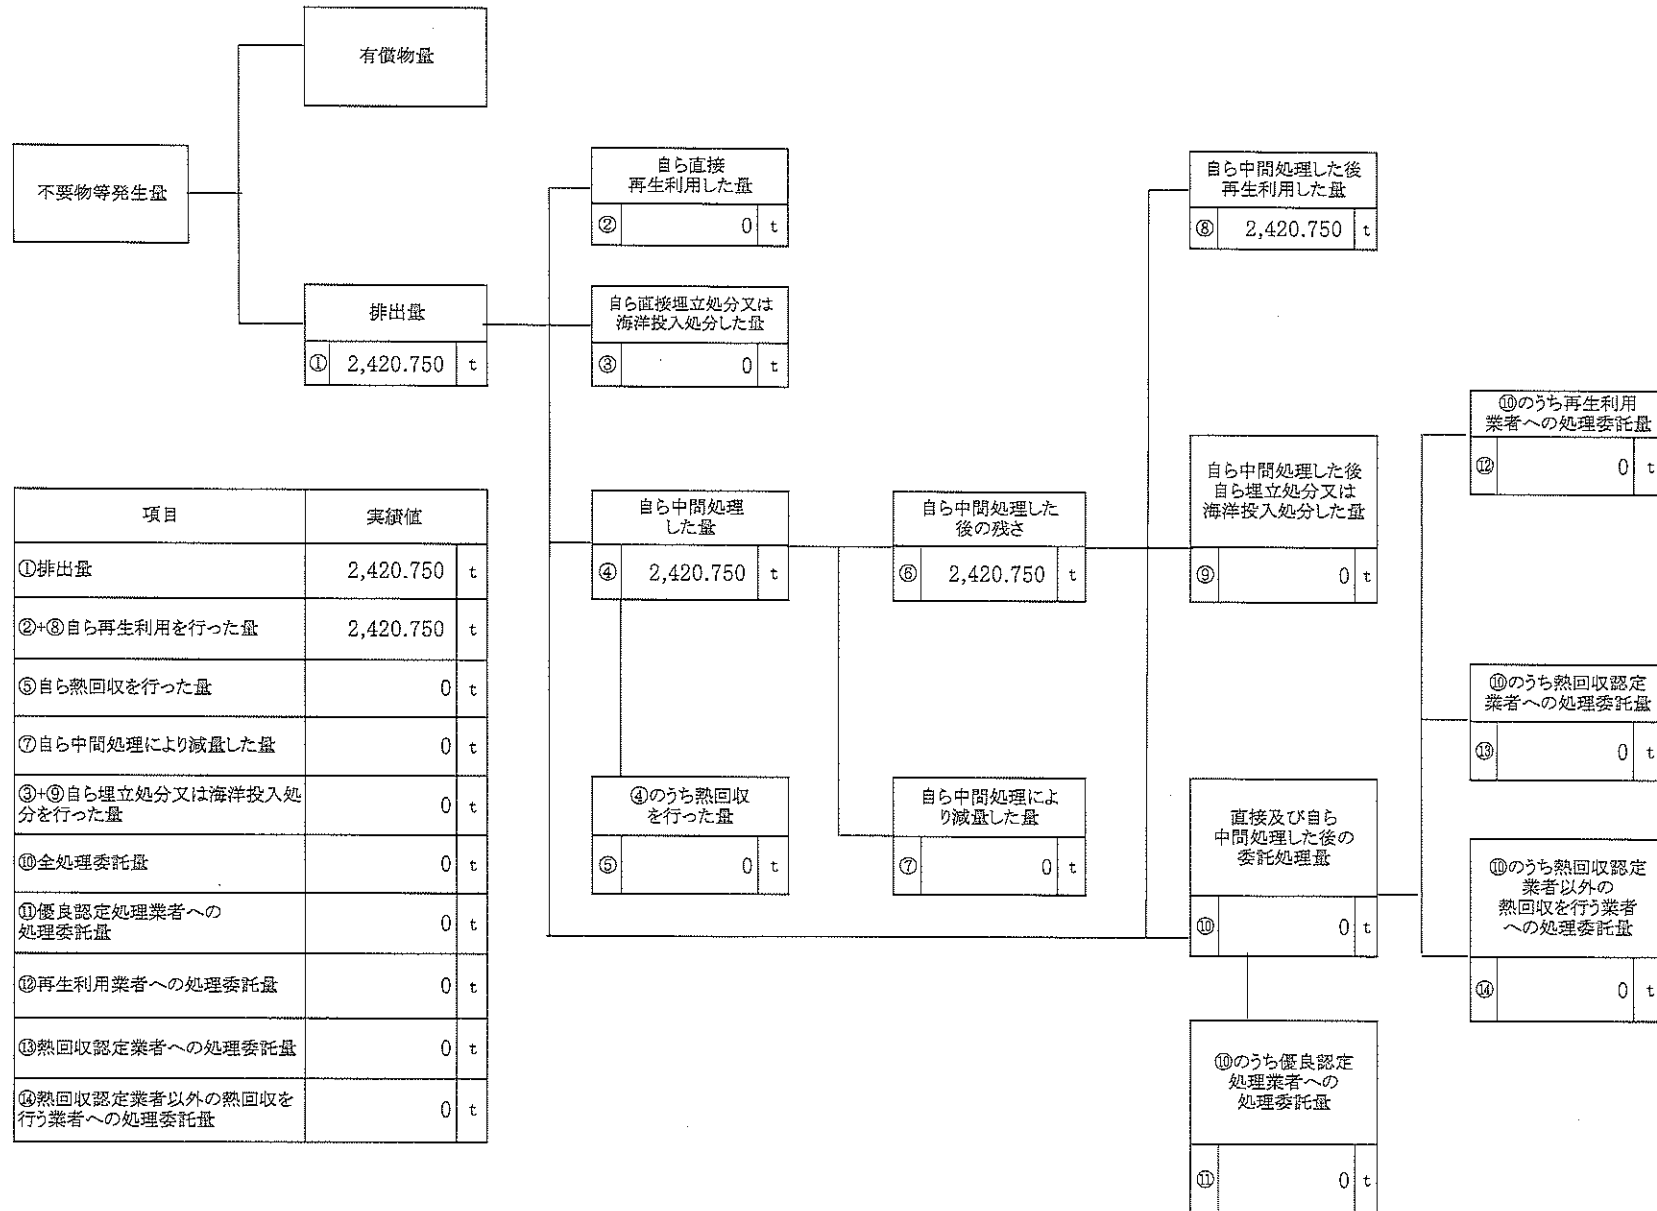 有償物量
不要物等発生量
排出量
① 2,420.750 t
自ら直接
再生利用した量
② 0 t
自ら直接埋立処分又は
海洋投入処分した量
③ 0 t
自ら中間処理
した量
④ 2,420.750 t
④のうち熱回収
を行った量
⑤ 0 t
自ら中間処理した
後の残さ
⑥ 2,420.750 t
自ら中間処理によ
り減量した量
⑦ 0 t
自ら中間処理した後
再生利用した量
⑧ 2,420.750 t
自ら中間処理した後
自ら埋立処分又は
海洋投入処分した量
⑨ 0 t
直接及び自ら
中間処理した後の
委託処理量
⑩ 0 t
⑩のうち優良認定
処理業者への
処理委託量
⑪ 0 t
⑩のうち再生利用
業者への処理委託量
⑫ 0 t
⑩のうち熱回収認定
業者への処理委託量
⑬ 0 t
⑩のうち熱回収認定
業者以外の
熱回収を行う業者
への処理委託量
⑭ 0 t
項目 実績値
①排出量 2,420.750 t
②+⑧自ら再生利用を行った量 2,420.750 t
⑤自ら熱回収を行った量 0 t
⑦自ら中間処理により減量した量 0 t
③+⑨自ら埋立処分又は海洋投入処
分を行った量 0 t
⑩全処理委託量 0 t
⑪優良認定処理業者への
処理委託量 0 t
⑫再生利用業者への処理委託量 0 t
⑬熱回収認定業者への処理委託量 0 t
⑭熱回収認定業者以外の熱回収を
行う業者への処理委託量 0 t